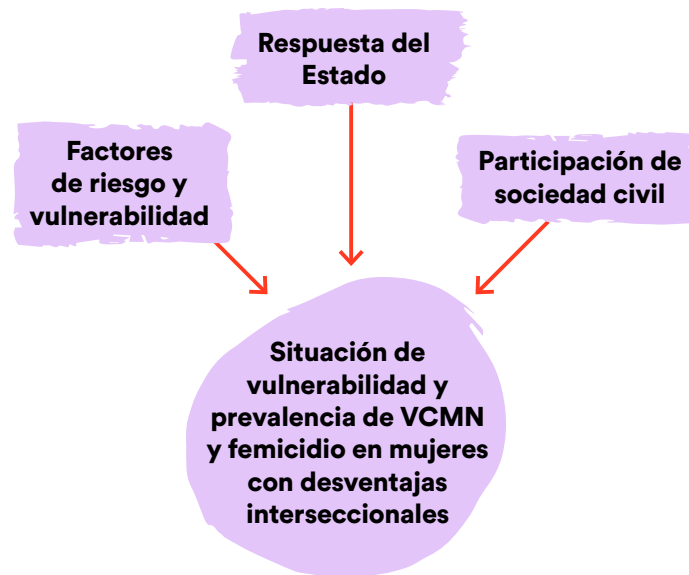 Respuesta del
Estado
Factores
de riesgo y
vulnerabilidad
Participación de
sociedad civil
Situación de
vulnerabilidad y
prevalencia de VCMN
y femicidio en mujeres
con desventajas
interseccionales